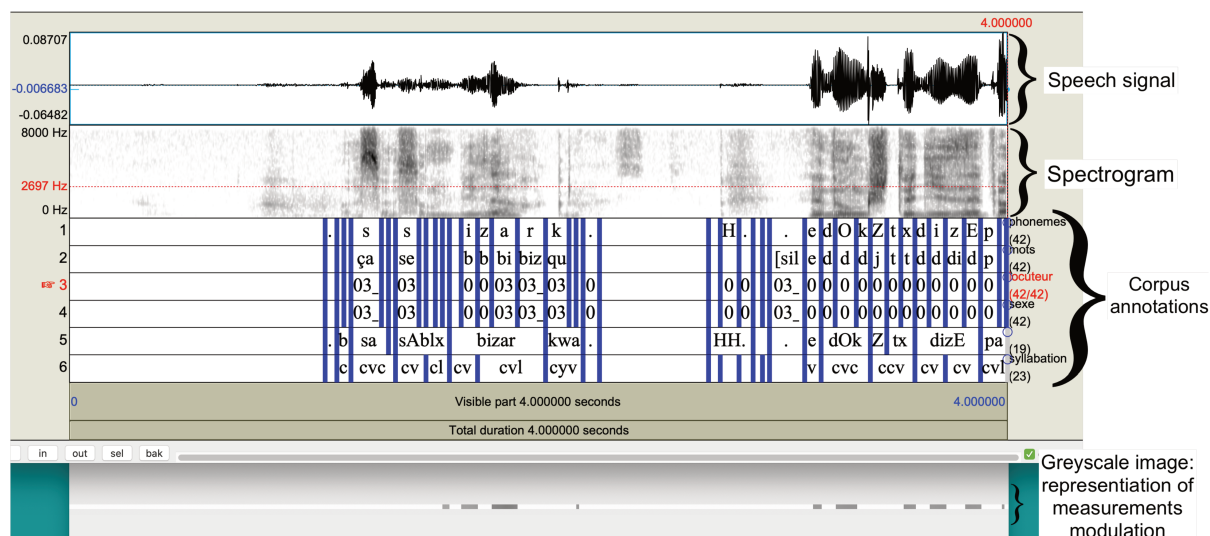 4.000000
0.08707
-0.006683
-0.06482
Speech signal
8000 Hz
2697 Hz
0 Hz
Spectrogram
1 . s s i z a r k . H . . e d O k Z t x d i z E p phonemes (42)
2 ça se b b bi biz qu [sil e d d d j t t d d di d p mots (42)
3 03_ 03 0 0 03 03_ 03 0 0 0 03_ 0 0 0 0 0 0 0 0 0 0 0 0 locuteur (42/42)
4 03_ 03 0 0 03 03_ 03 0 0 0 03_ 0 0 0 0 0 0 0 0 0 0 0 0 sexe (42)
5 . b sa sAblx bizar kwa . HH. . e dOk Z tx dizE pa (19)
6 c cvc cv cl cv cvl cyv v cvc ccv cv cv cvl syllabation (23)
Corpus
annotations
0 Visible part 4.000000 seconds 4.000000
Total duration 4.000000 seconds
in out sel bak
Greyscale image:
representiation of
measurements
modulation